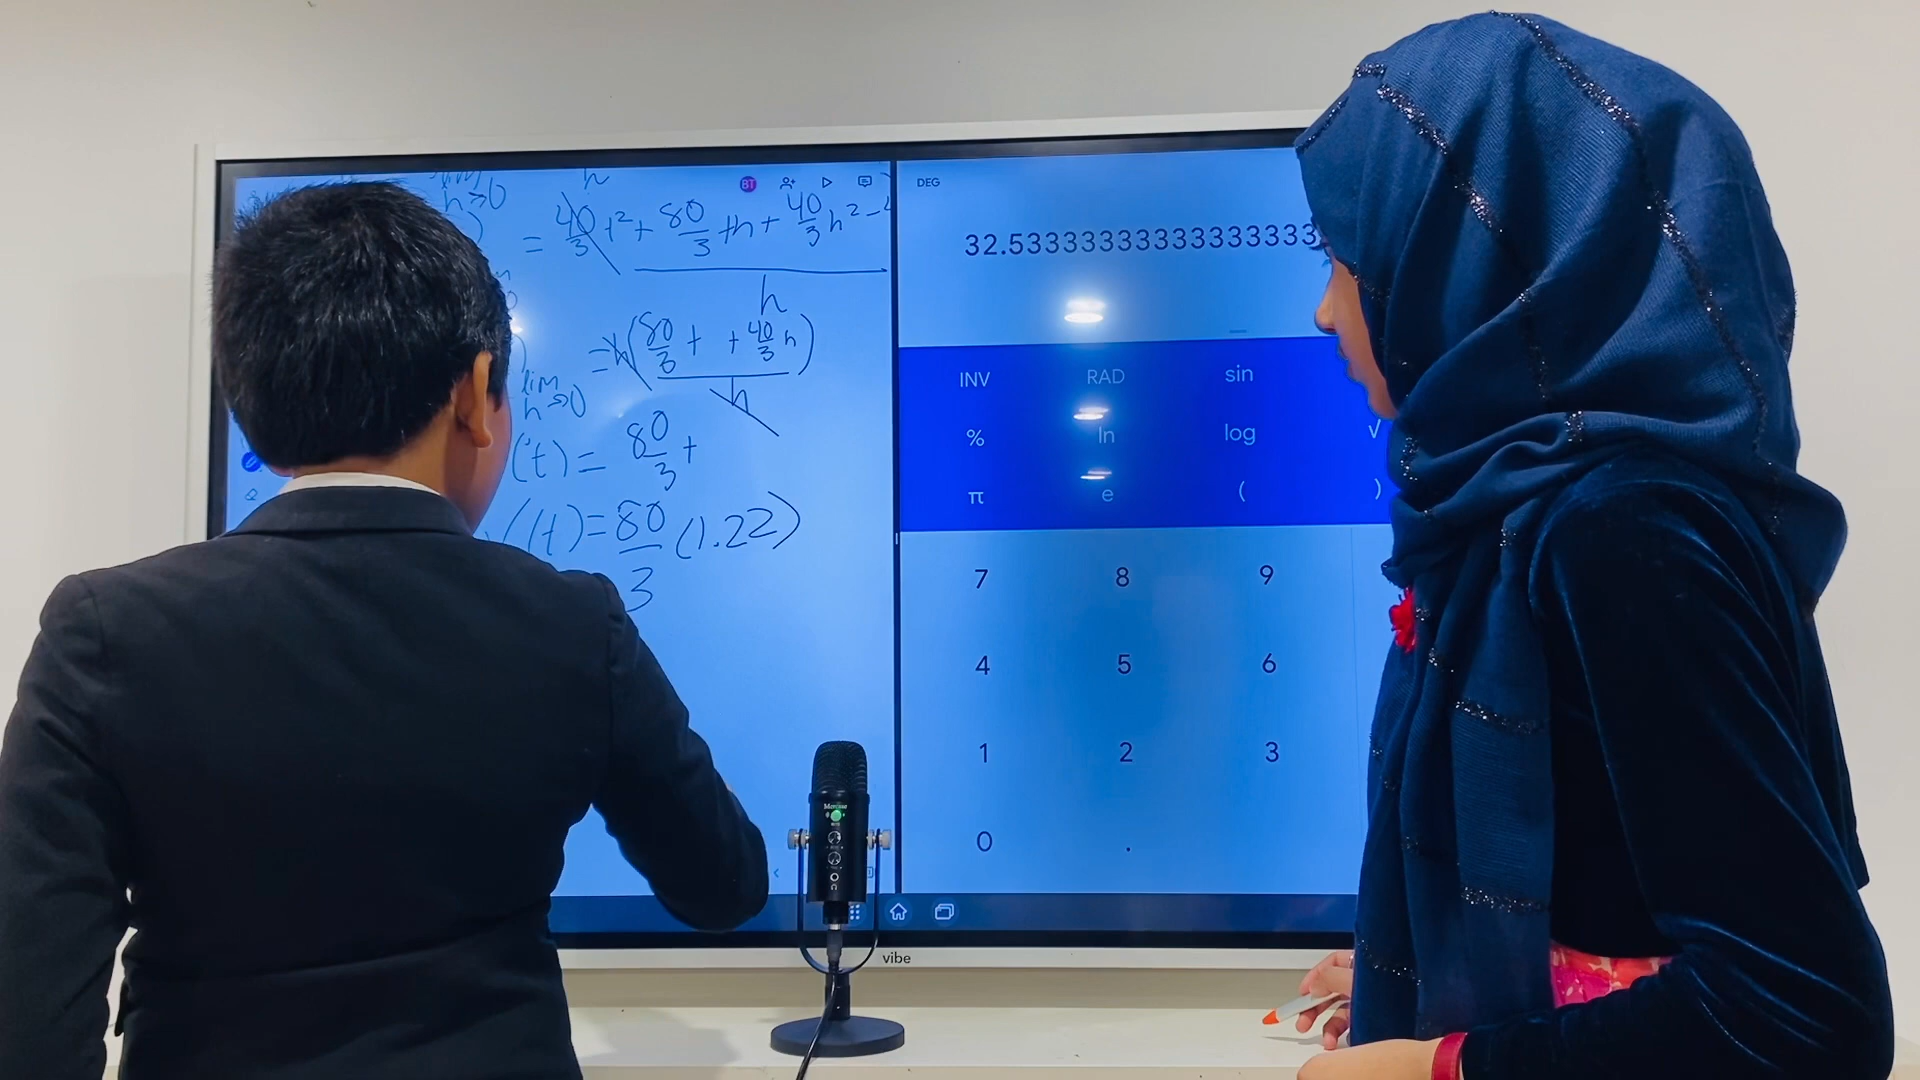 lim
h→0
h
BT
= 40/3 t² + 80/3 th + 40/3 h² -
h
= h(80/3 t + 40/3 h)
h
lim
h→0
'(t) = 80/3 t
'(t) = 80/3 (1.22)
DEG
32.5333333333333333333
INV RAD sin
% ln log √
π e ( )
7 8 9
4 5 6
1 2 3
0 .
vibe